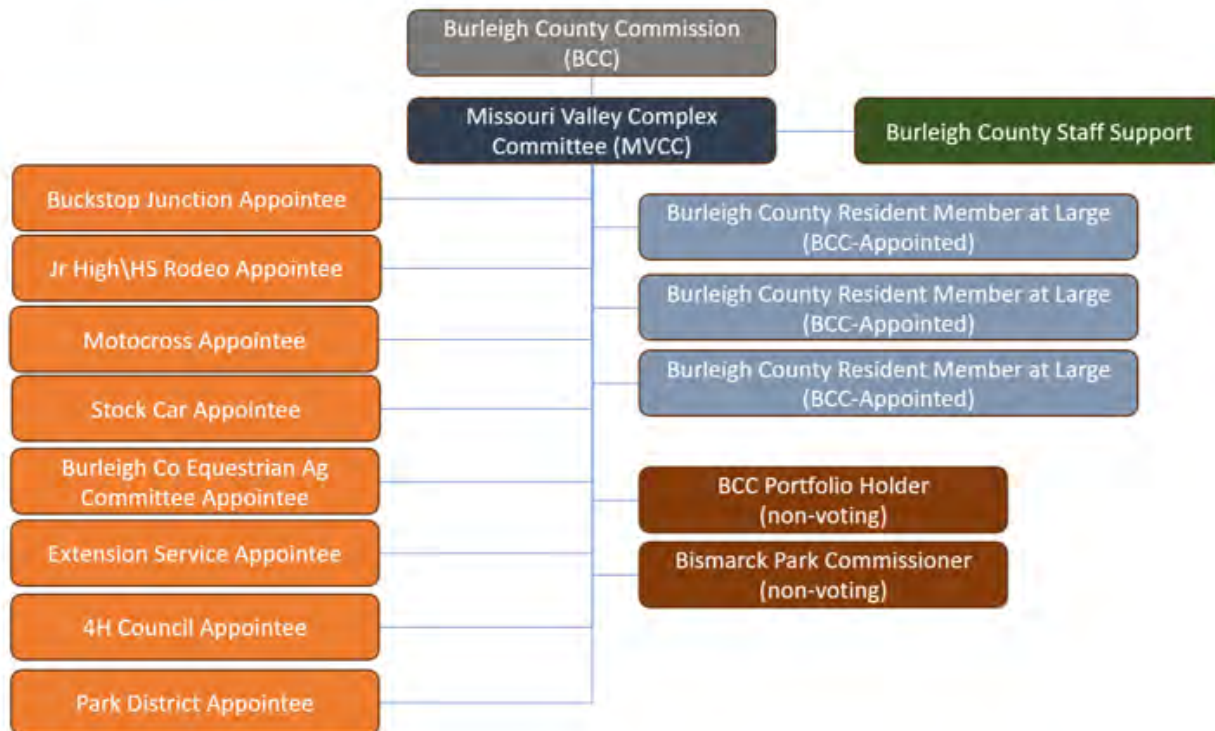 Burleigh County Commission
(BCC)
Missouri Valley Complex
Committee (MVCC)
Burleigh County Staff Support
Buckstop Junction Appointee
Jr High\HS Rodeo Appointee
Motocross Appointee
Stock Car Appointee
Burleigh Co Equestrian Ag
Committee Appointee
Extension Service Appointee
4H Council Appointee
Park District Appointee
Burleigh County Resident Member at Large
(BCC-Appointed)
Burleigh County Resident Member at Large
(BCC-Appointed)
Burleigh County Resident Member at Large
(BCC-Appointed)
BCC Portfolio Holder
(non-voting)
Bismarck Park Commissioner
(non-voting)